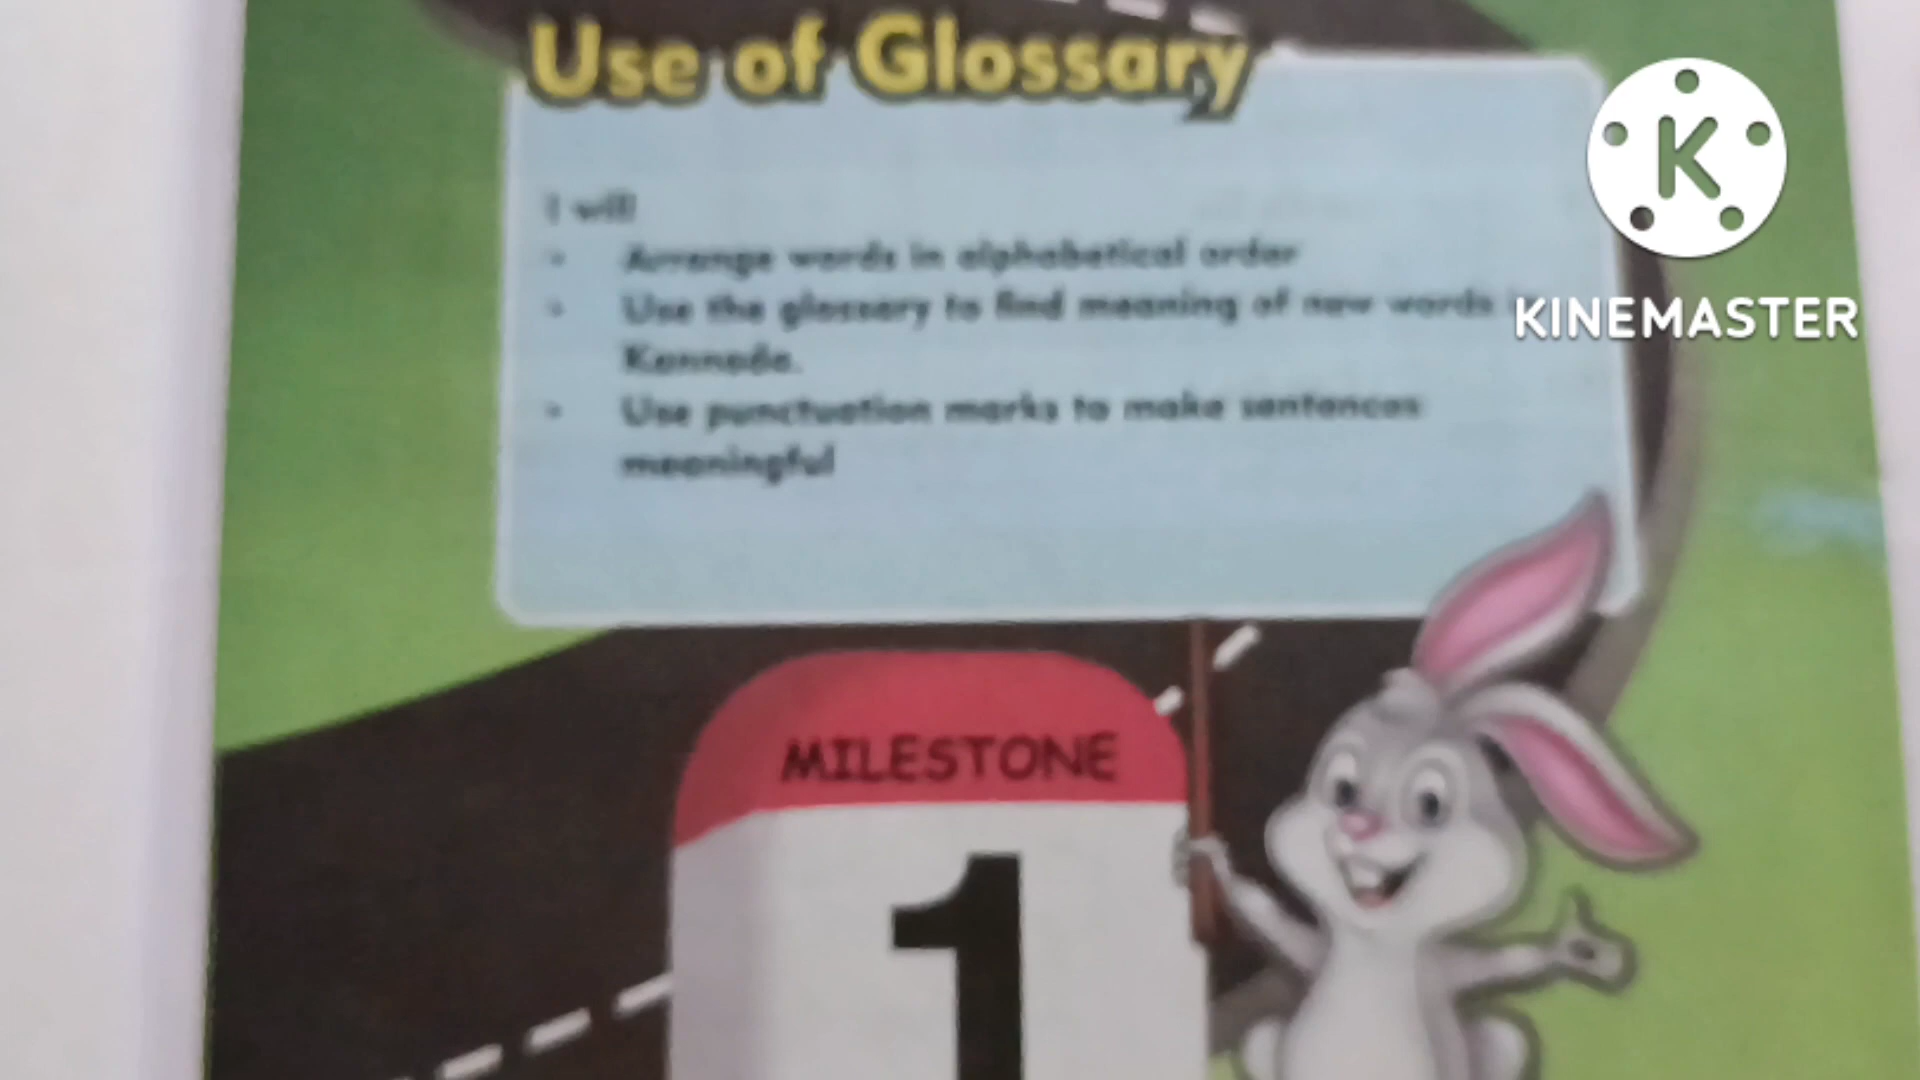 Use of Glossary
I will
Arrange words in alphabetical order
Use the glossary to find meaning of new words
Kannada.
Use punctuation marks to make sentences
meaningful
MILESTONE
1
K
KINEMASTER